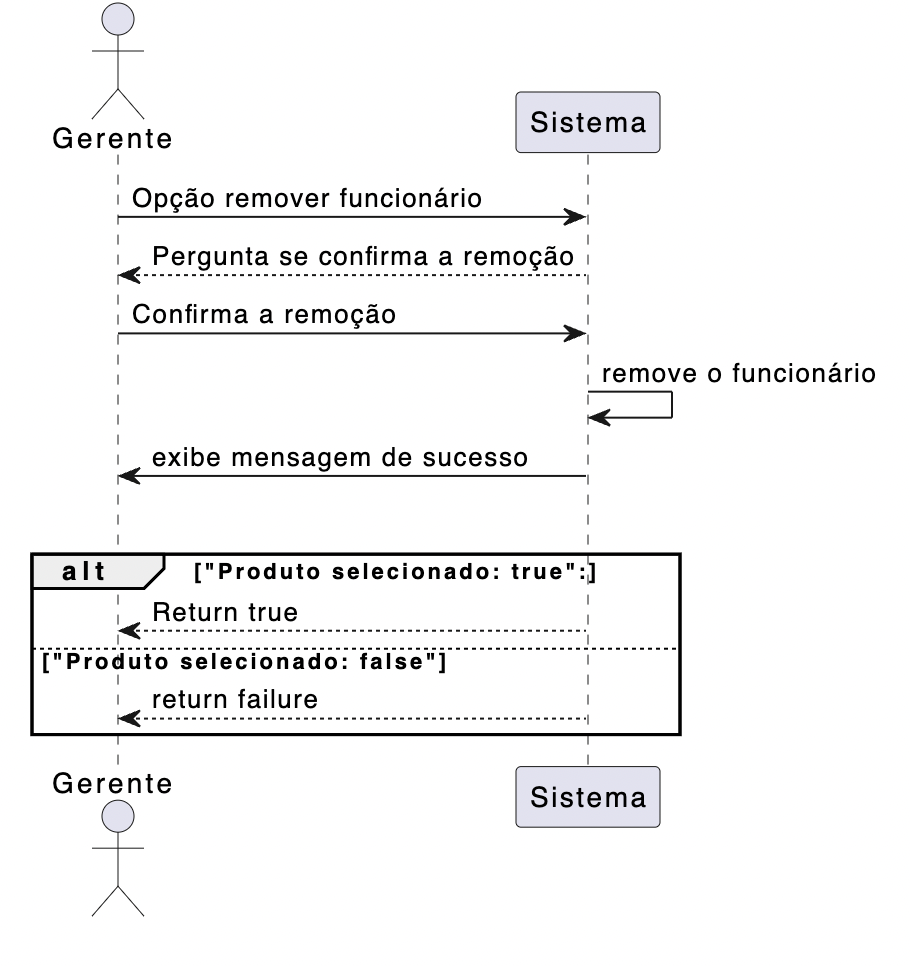 Gerente
Sistema
Opção remover funcionário
Pergunta se confirma a remoção
Confirma a remoção
remove o funcionário
exibe mensagem de sucesso
alt ["Produto selecionado: true":]
Return true
["Produto selecionado: false"]
return failure
Gerente
Sistema